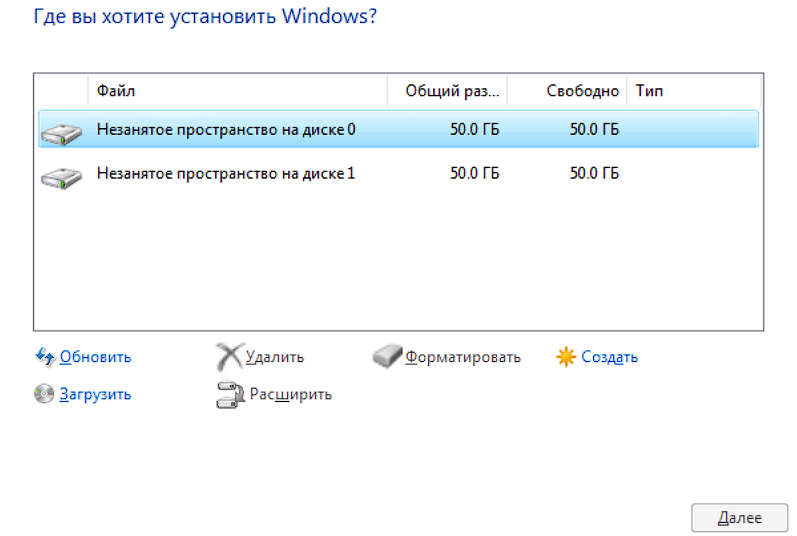 Где вы хотите установить Windows?
Файл Общий раз... Свободно Тип
Незанятое пространство на диске 0 50.0 ГБ 50.0 ГБ
Незанятое пространство на диске 1 50.0 ГБ 50.0 ГБ
Обновить Удалить Форматировать Создать
Загрузить Расширить
Далее